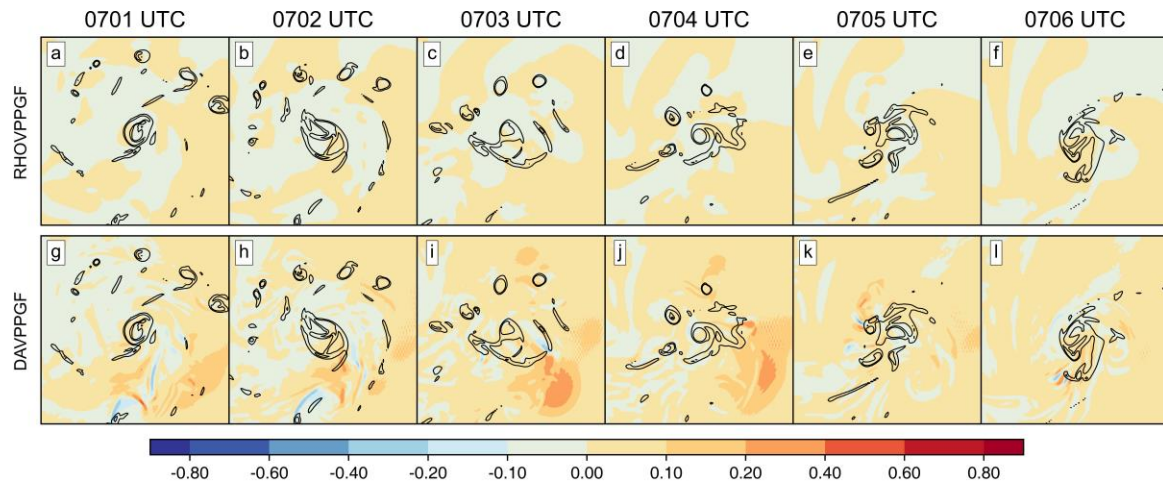 0701 UTC 0702 UTC 0703 UTC 0704 UTC 0705 UTC 0706 UTC
a b c d e f
RHOVPPGF
g h i j k l
DAVPPGF
-0.80 -0.60 -0.40 -0.20 -0.10 0.00 0.10 0.20 0.40 0.60 0.80